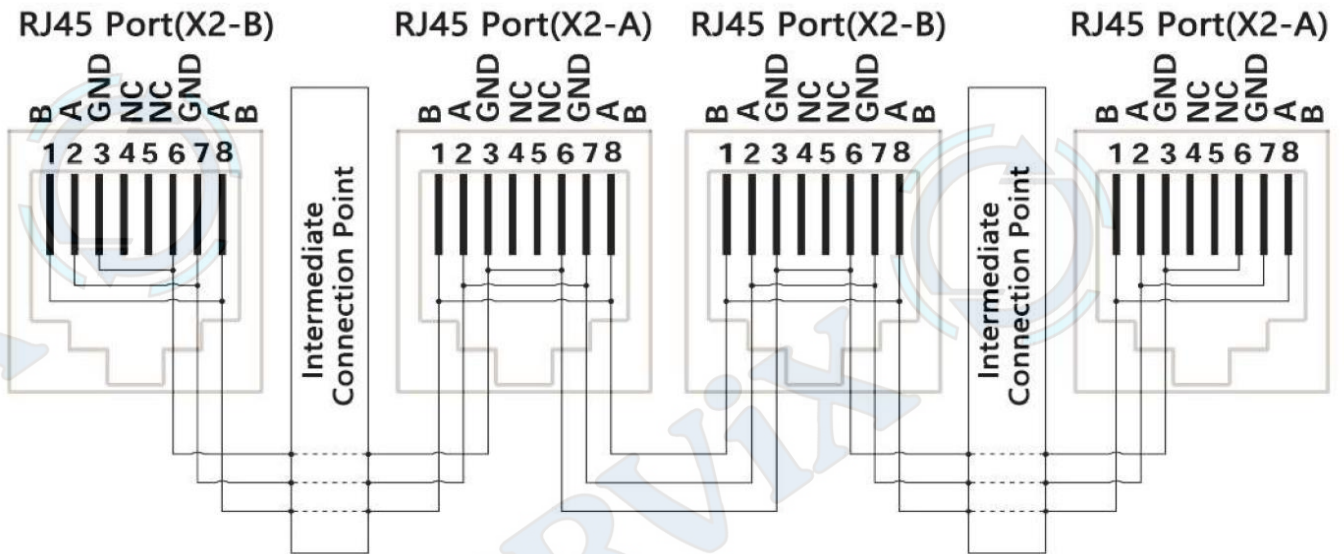 RJ45 Port(X2-B)
RJ45 Port(X2-A)
RJ45 Port(X2-B)
RJ45 Port(X2-A)
B A GND NC NC GND A B
B A GND NC NC GND A B
B A GND NC NC GND A B
B A GND NC NC GND A B
1 2 3 4 5 6 7 8
1 2 3 4 5 6 7 8
1 2 3 4 5 6 7 8
1 2 3 4 5 6 7 8
Intermediate
Connection Point
Intermediate
Connection Point